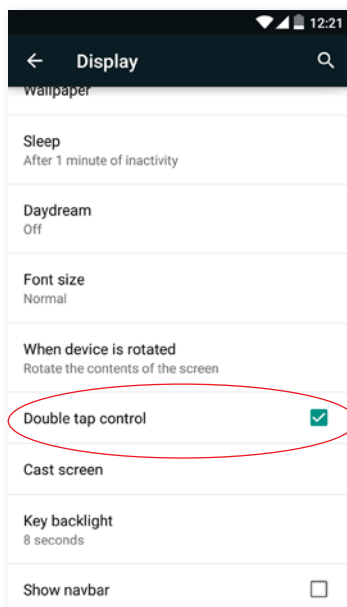 12:21
Display
Wallpaper
Sleep
After 1 minute of inactivity
Daydream
Off
Font size
Normal
When device is rotated
Rotate the contents of the screen
Double tap control
Cast screen
Key backlight
8 seconds
Show navbar